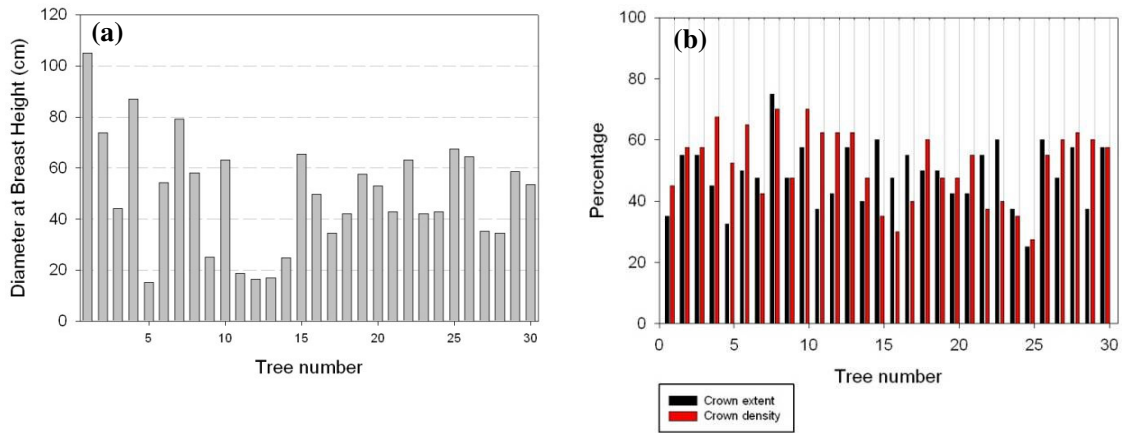 (a)
Diameter at Breast Height (cm)
120
100
80
60
40
20
0
5 10 15 20 25 30
Tree number
(b)
Percentage
100
80
60
40
20
0
0 5 10 15 20 25 30
Tree number
Crown extent
Crown density